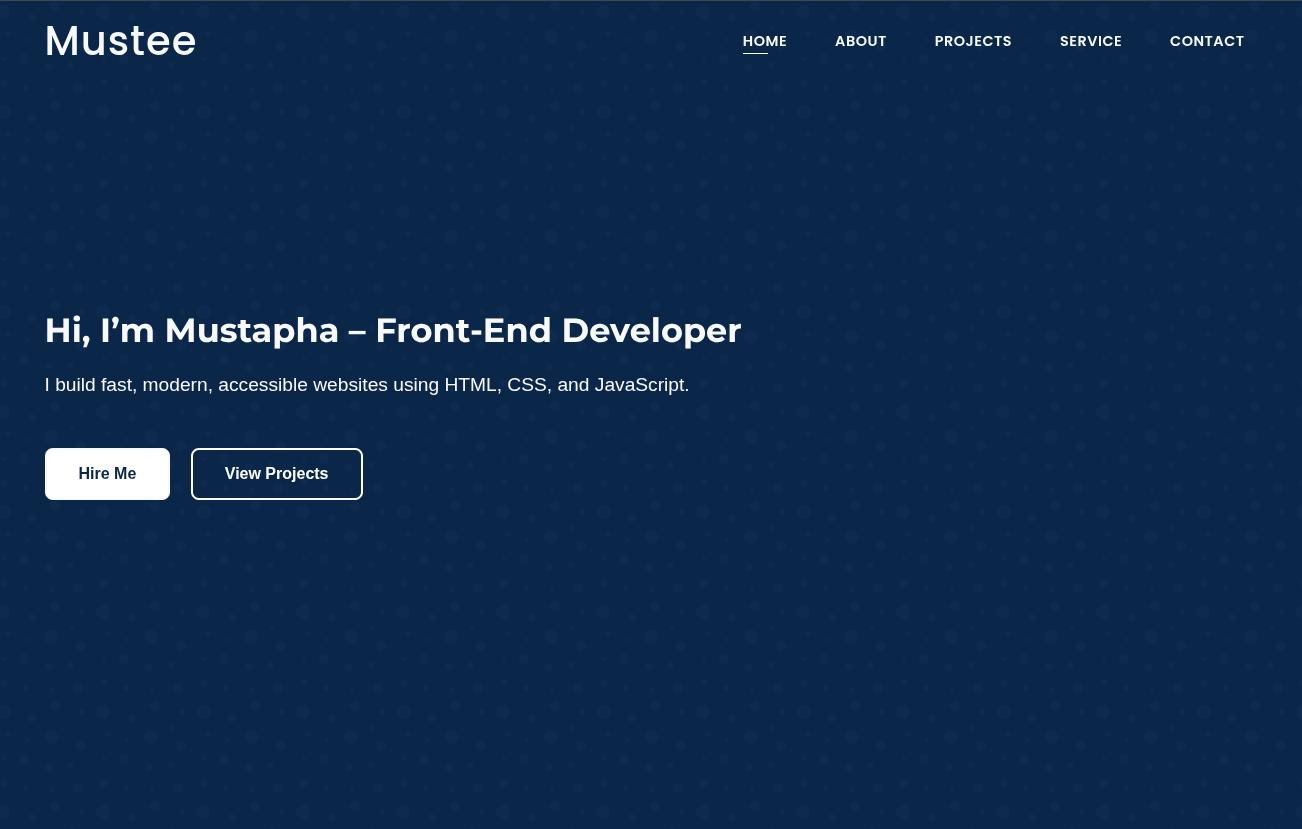 Mustee
HOME ABOUT PROJECTS SERVICE CONTACT
Hi, I’m Mustapha – Front-End Developer
I build fast, modern, accessible websites using HTML, CSS, and JavaScript.
Hire Me View Projects